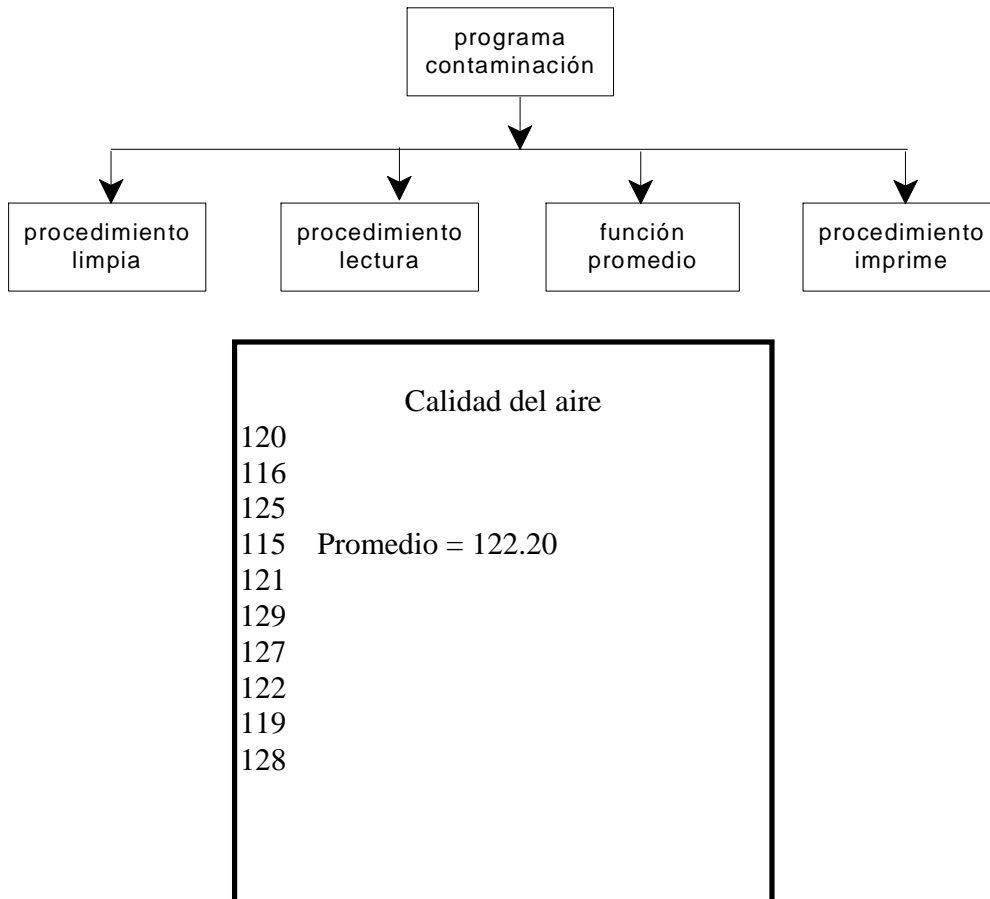 programa
contaminación
procedimiento
limpia
procedimiento
lectura
función
promedio
procedimiento
imprime
Calidad del aire
120
116
125
115 Promedio = 122.20
121
129
127
122
119
128